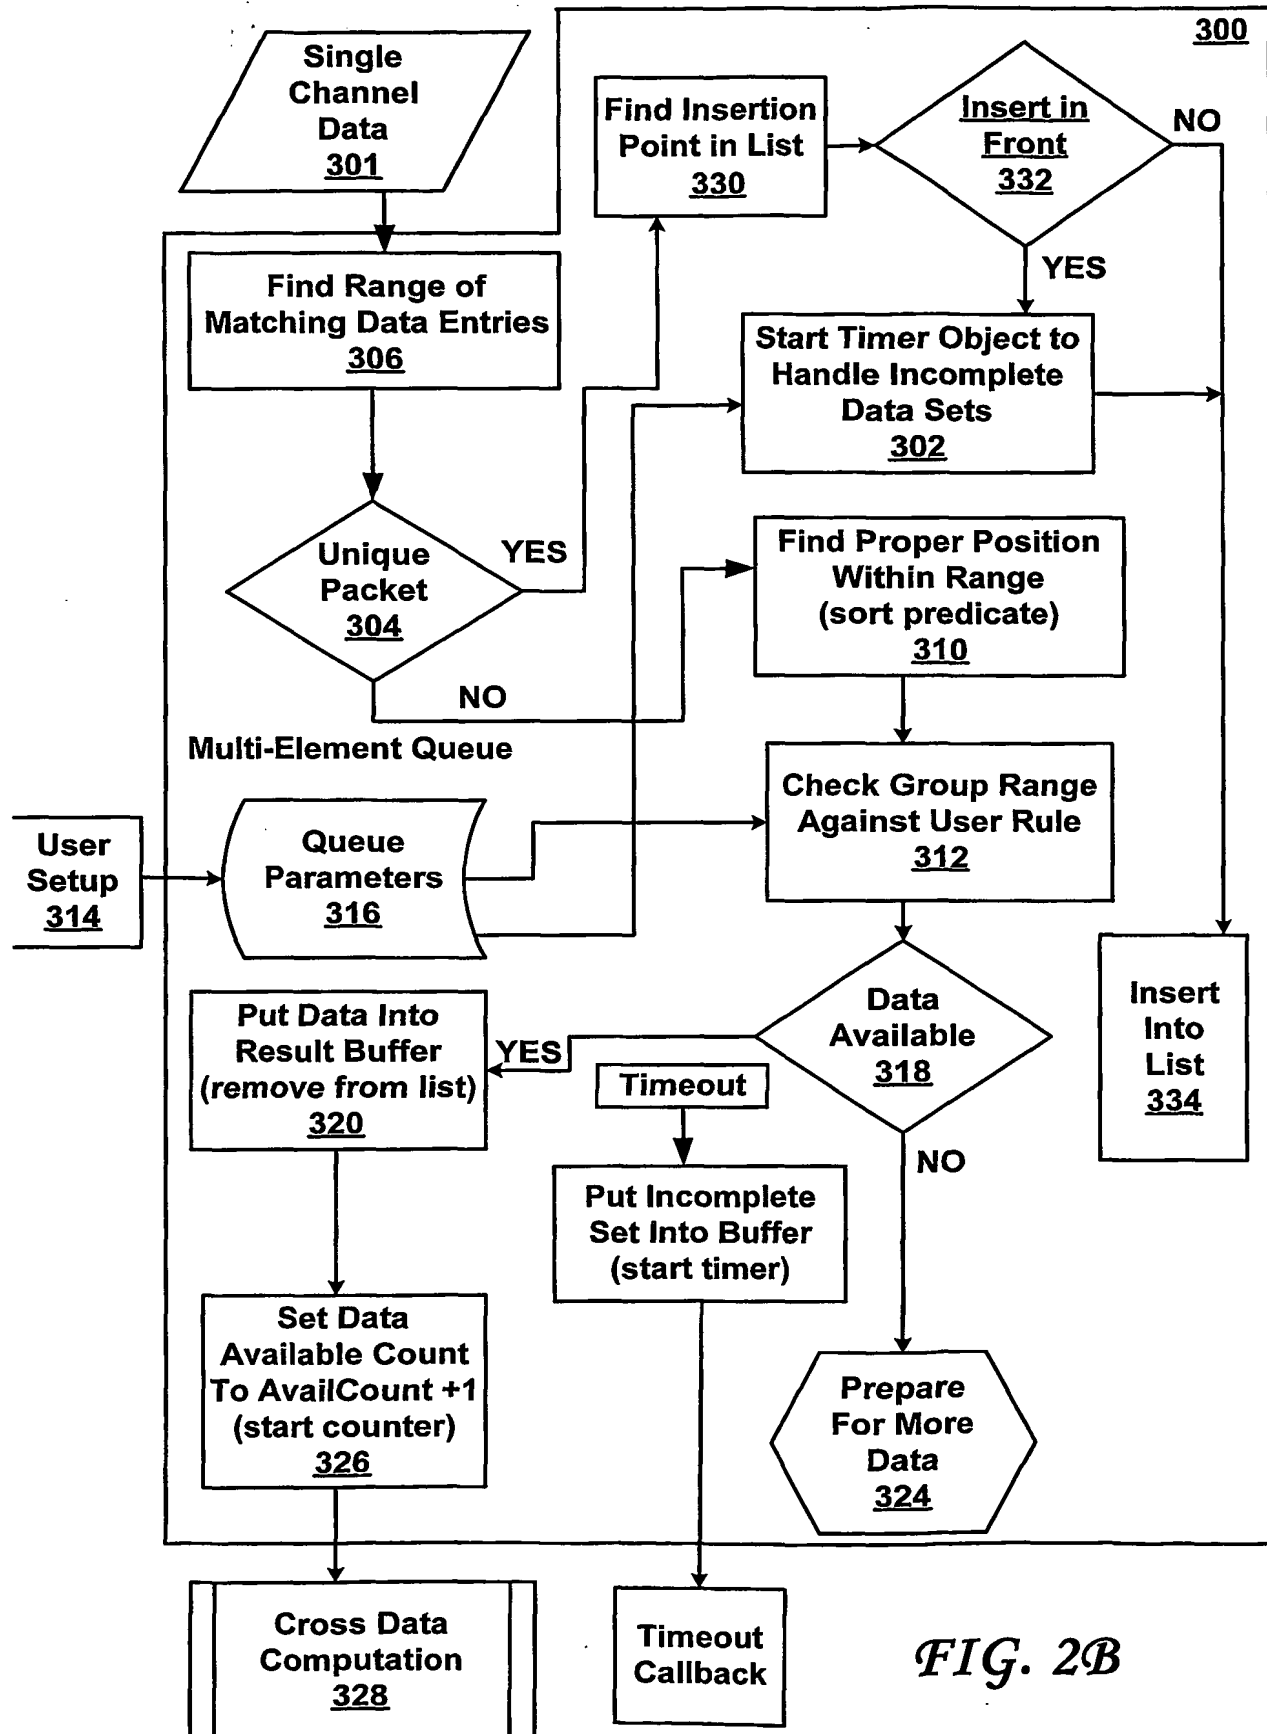 300
Single
Channel
Data
301
Find Insertion
Point in List
330
Insert in
Front
332
NO
YES
Find Range of
Matching Data Entries
306
Start Timer Object to
Handle Incomplete
Data Sets
302
Unique
Packet
304
YES
NO
Find Proper Position
Within Range
(sort predicate)
310
Multi-Element Queue
Check Group Range
Against User Rule
312
User
Setup
314
Queue
Parameters
316
Data
Available
318
YES
NO
Insert
Into
List
334
Put Data Into
Result Buffer
(remove from list)
320
Timeout
Put Incomplete
Set Into Buffer
(start timer)
Set Data
Available Count
To AvailCount +1
(start counter)
326
Prepare
For More
Data
324
Cross Data
Computation
328
Timeout
Callback
FIG. 2B